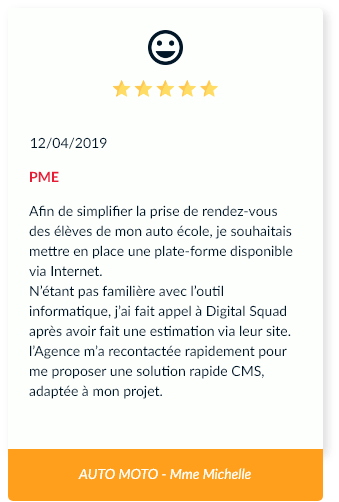 12/04/2019
PME
Afin de simplifier la prise de rendez-vous
des élèves de mon auto école, je souhaitais
mettre en place une plate-forme disponible
via Internet.
N’étant pas familière avec l’outil
informatique, j’ai fait appel à Digital Squad
après avoir fait une estimation via leur site.
l’Agence m’a recontactée rapidement pour
me proposer une solution rapide CMS,
adaptée à mon projet.
AUTO MOTO - Mme Michelle